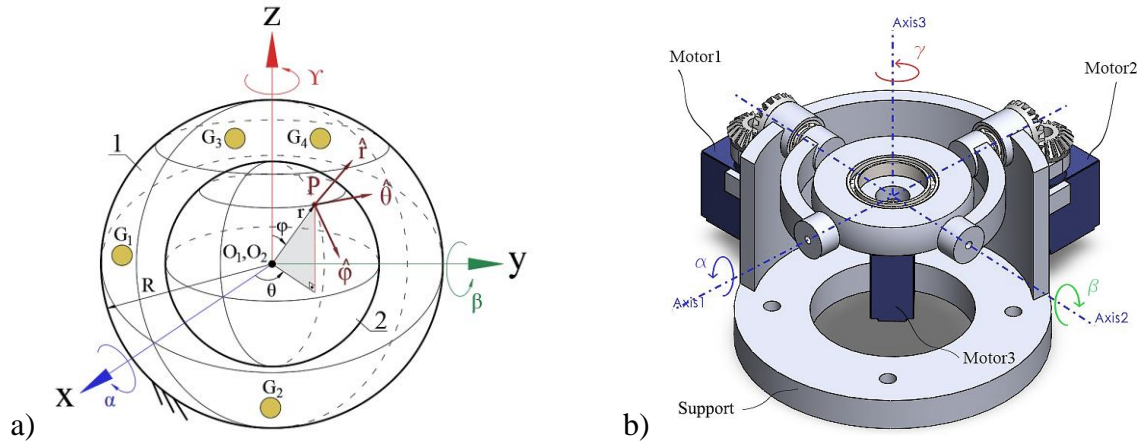 Z
ϒ
1
G₃
G₄
r̂
P
θ̂
r
φ
G₁
O₁,O₂
φ̂
y
R
θ
β
2
X
α
G₂
a)
Axis3
Motor1
γ
Motor2
α
Axis1
β
Axis2
Motor3
Support
b)